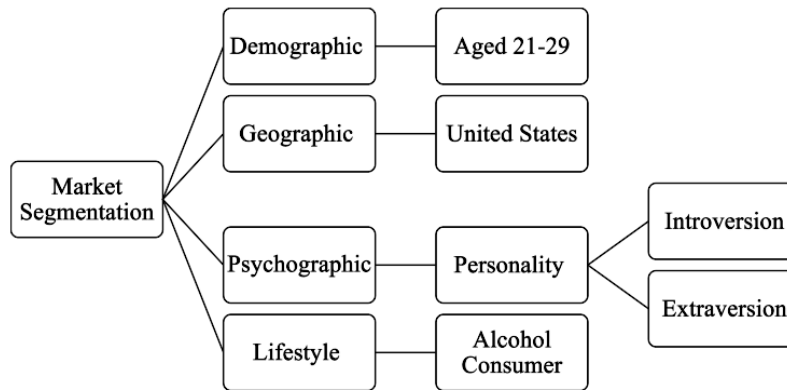 Demographic
Aged 21-29
Geographic
United States
Market
Segmentation
Psychographic
Personality
Introversion
Extraversion
Lifestyle
Alcohol
Consumer